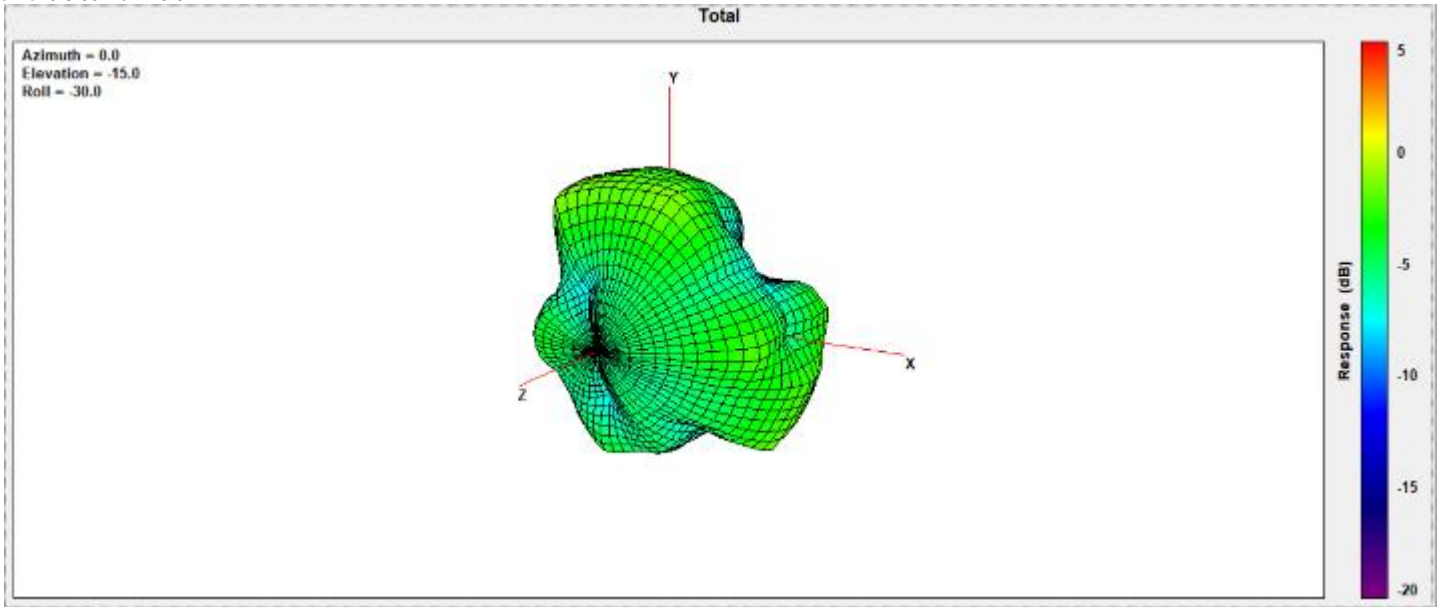 Total
Azimuth = 0.0
Elevation = -15.0
Roll = -30.0
Y
X
Z
5
0
-5
-10
-15
-20
Response (dB)